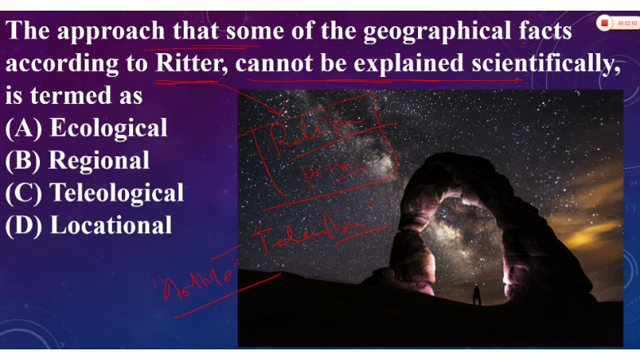 The approach that some of the geographical facts
according to Ritter, cannot be explained scientifically,
is termed as
(A) Ecological
(B) Regional
(C) Teleological
(D) Locational